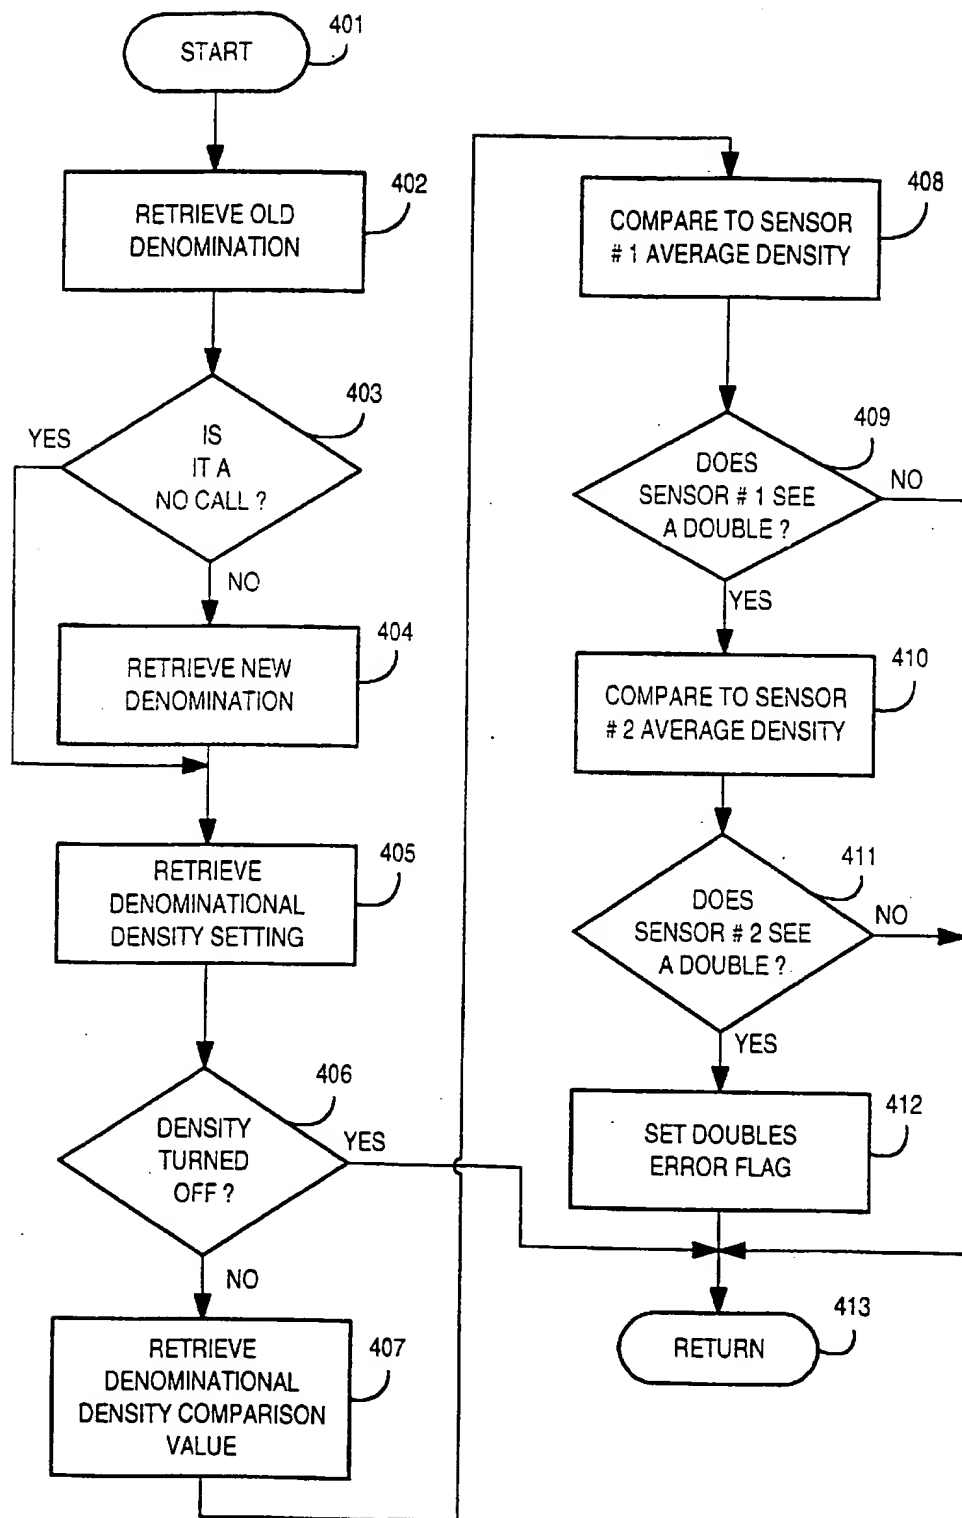 START
401
RETRIEVE OLD
DENOMINATION
402
IS
IT A
NO CALL ?
403
YES
NO
RETRIEVE NEW
DENOMINATION
404
RETRIEVE
DENOMINATIONAL
DENSITY SETTING
405
DENSITY
TURNED
OFF ?
406
YES
NO
RETRIEVE
DENOMINATIONAL
DENSITY COMPARISON
VALUE
407
COMPARE TO SENSOR
# 1 AVERAGE DENSITY
408
DOES
SENSOR # 1 SEE
A DOUBLE ?
409
NO
YES
COMPARE TO SENSOR
# 2 AVERAGE DENSITY
410
DOES
SENSOR # 2 SEE
A DOUBLE ?
411
NO
YES
SET DOUBLES
ERROR FLAG
412
RETURN
413